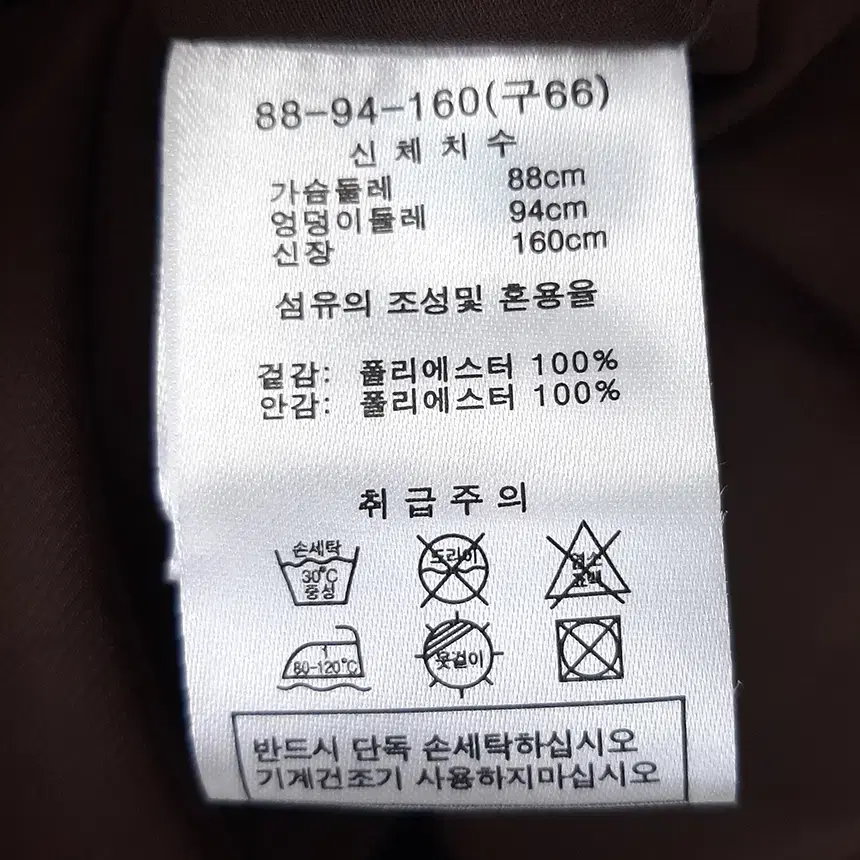 88-94-160(구66)
신 체 치 수
가슴둘레 88cm
엉덩이둘레 94cm
신장 160cm
섬유의 조성및 혼용율
겉감: 폴리에스터 100%
안감: 폴리에스터 100%
취 급 주 의
손세탁 드라이 염소
30°C 표백
중성
1 옷걸이
80-120°C
반드시 단독 손세탁하십시오
기계건조기 사용하지마십시오